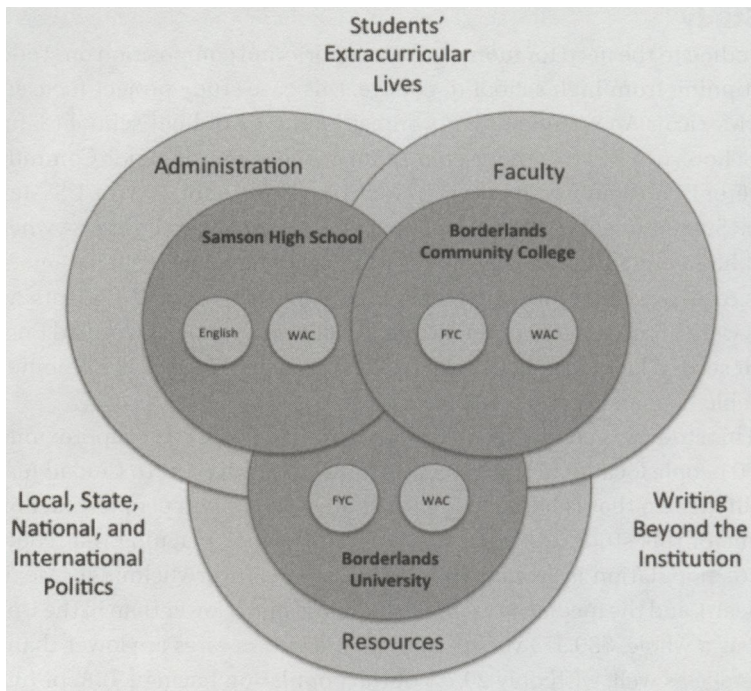 Students'
Extracurricular
Lives
Administration
Faculty
Samson High School
Borderlands
Community College
English
WAC
FYC
WAC
FYC
WAC
Borderlands
University
Local, State,
National, and
International
Politics
Writing
Beyond the
Institution
Resources